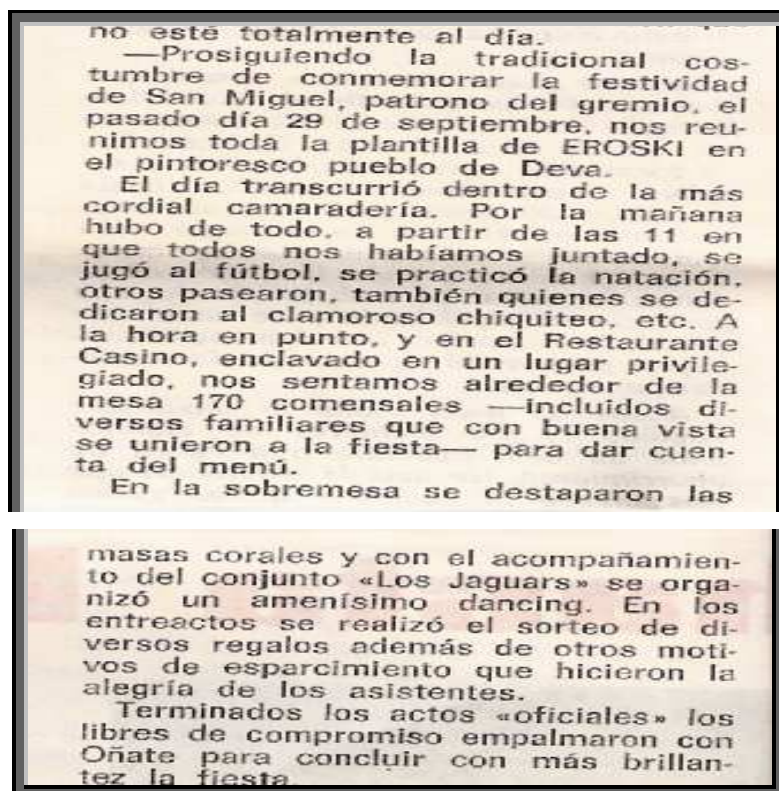 no esté totalmente al día.
—Prosiguiendo la tradicional cos-
tumbre de conmemorar la festividad
de San Miguel, patrono del gremio, el
pasado día 29 de septiembre, nos reu-
nimos toda la plantilla de EROSKI en
el pintoresco pueblo de Deva.
El día transcurrió dentro de la más
cordial camaradería. Por la mañana
hubo de todo, a partir de las 11 en
que todos nos habíamos juntado, se
jugó al fútbol, se practicó la natación,
otros pasearon, también quienes se de-
dicaron al clamoroso chiquiteo, etc. A
la hora en punto, y en el Restaurante
Casino, enclavado en un lugar privile-
giado, nos sentamos alrededor de la
mesa 170 comensales —incluidos di-
versos familiares que con buena vista
se unieron a la fiesta— para dar cuen-
ta del menú.
En la sobremesa se destaparon las
masas corales y con el acompañamien-
to del conjunto «Los Jaguars» se orga-
nizó un amenísimo dancing. En los
entreactos se realizó el sorteo de di-
versos regalos además de otros moti-
vos de esparcimiento que hicieron la
alegría de los asistentes.
Terminados los actos «oficiales» los
libres de compromiso empalmaron con
Oñate para concluir con más brillan-
tez la fiesta.